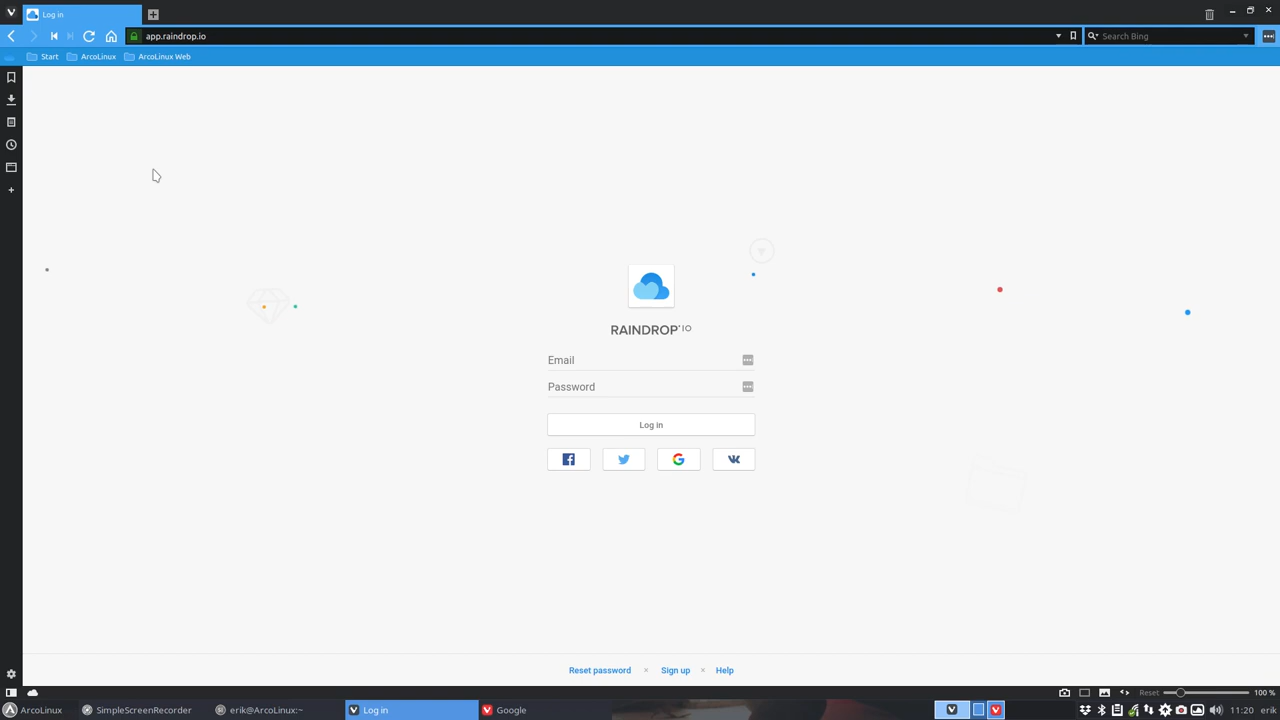 Log in
app.raindrop.io
Search Bing
Start
ArcoLinux
ArcoLinux Web
RAINDROP.IO
Email
Password
Log in
Reset password × Sign up × Help
Reset
100 %
ArcoLinux
SimpleScreenRecorder
erik@ArcoLinux:~
Log in
Google
11:20
erik